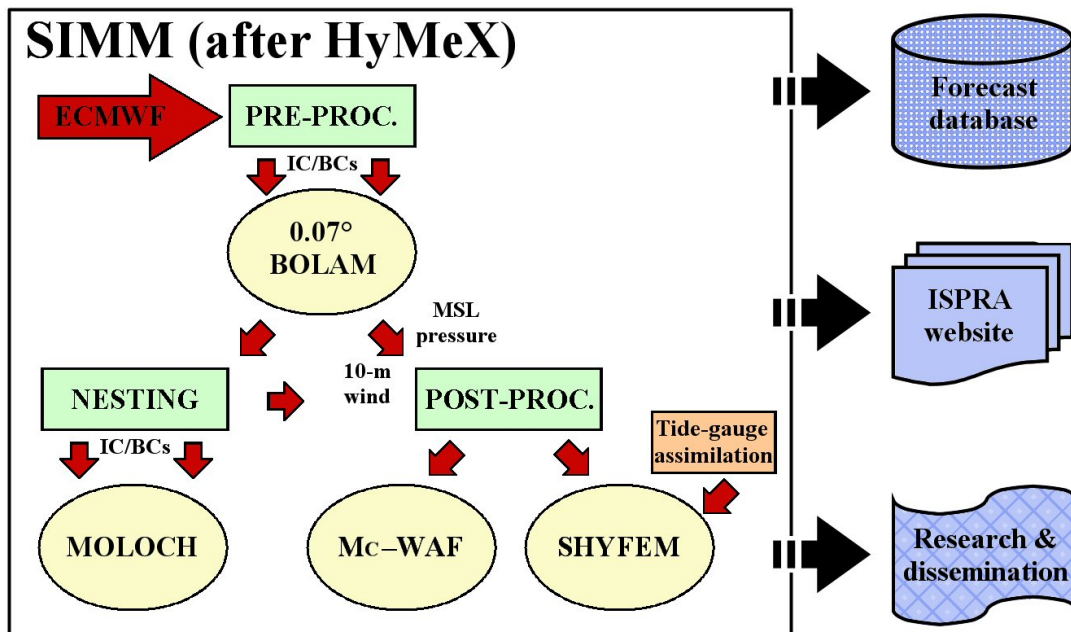 SIMM (after HyMeX)
ECMWF
PRE-PROC.
IC/BCs
0.07°
BOLAM
MSL
pressure
10-m
wind
NESTING
POST-PROC.
IC/BCs
Tide-gauge
assimilation
MOLOCH
Mc–WAF
SHYFEM
Forecast
database
ISPRA
website
Research &
dissemination